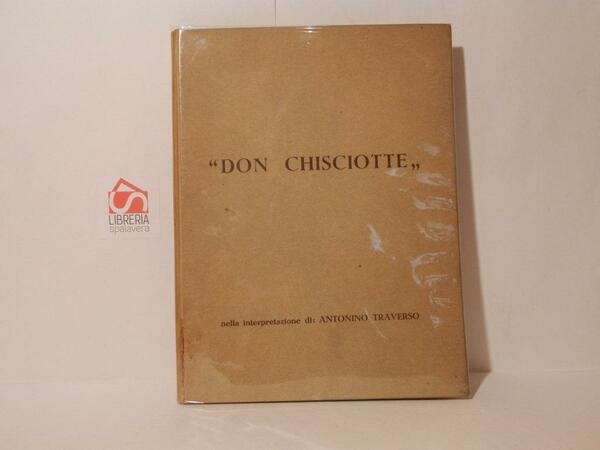 “DON CHISCIOTTE„
nella interpretazione di: ANTONINO TRAVERSO
LIBRERIA
spalavera